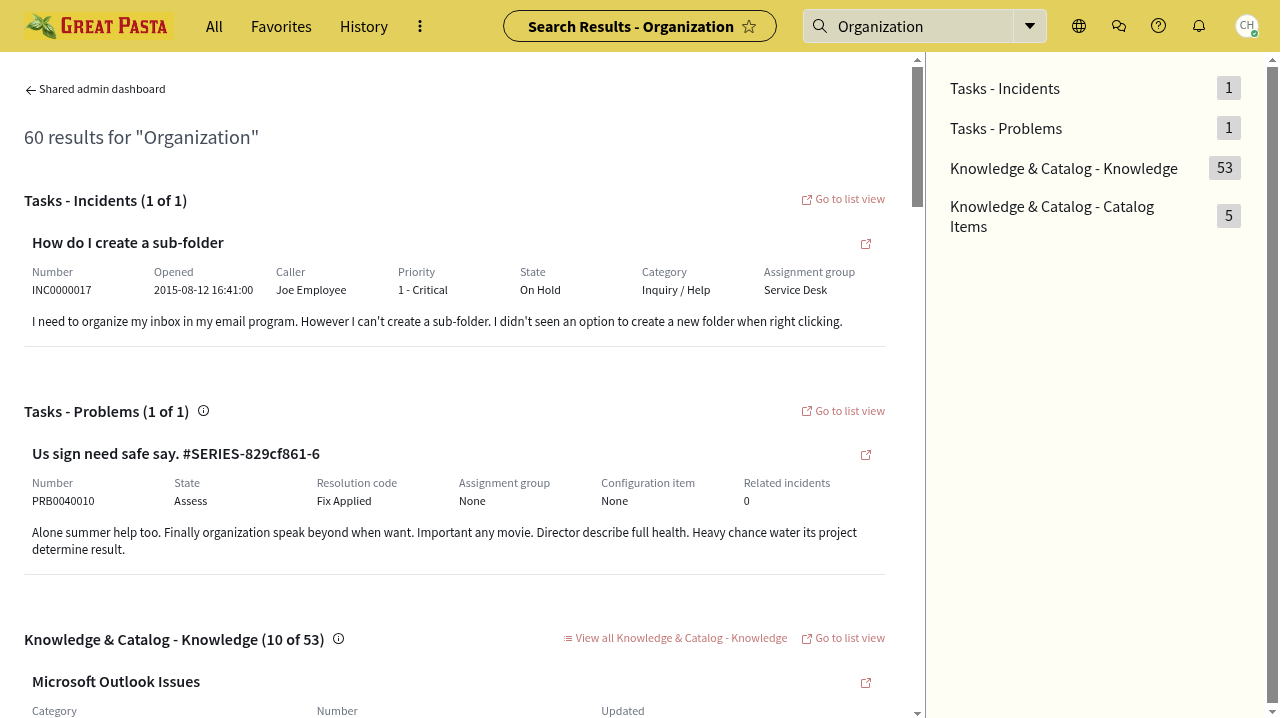 GREAT PASTA
All
Favorites
History
Search Results - Organization
Organization
CH
Shared admin dashboard
60 results for "Organization"
Tasks - Incidents (1 of 1)
Go to list view
How do I create a sub-folder
Number
Opened
Caller
Priority
State
Category
Assignment group
INC0000017
2015-08-12 16:41:00
Joe Employee
1 - Critical
On Hold
Inquiry / Help
Service Desk
I need to organize my inbox in my email program. However I can't create a sub-folder. I didn't seen an option to create a new folder when right clicking.
Tasks - Problems (1 of 1)
Go to list view
Us sign need safe say. #SERIES-829cf861-6
Number
State
Resolution code
Assignment group
Configuration item
Related incidents
PRB0040010
Assess
Fix Applied
None
None
0
Alone summer help too. Finally organization speak beyond when want. Important any movie. Director describe full health. Heavy chance water its project
determine result.
Knowledge & Catalog - Knowledge (10 of 53)
View all Knowledge & Catalog - Knowledge
Go to list view
Microsoft Outlook Issues
Category
Number
Updated
Tasks - Incidents
1
Tasks - Problems
1
Knowledge & Catalog - Knowledge
53
Knowledge & Catalog - Catalog
Items
5